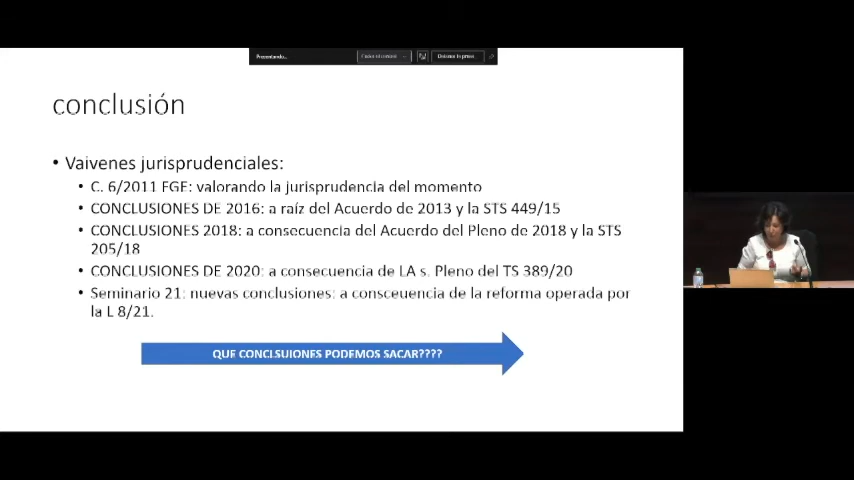 Presentando...
conclusión
• Vaivenes jurisprudenciales:
• C. 6/2011 FGE: valorando la jurisprudencia del momento
• CONCLUSIONES DE 2016: a raíz del Acuerdo de 2013 y la STS 449/15
• CONCLUSIONES 2018: a consecuencia del Acuerdo del Pleno de 2018 y la STS
205/18
• CONCLUSIONES DE 2020: a consecuencia de LA s. Pleno del TS 389/20
• Seminario 21: nuevas conclusiones: a consceuencia de la reforma operada por
la L 8/21.
QUE CONCLSUIONES PODEMOS SACAR????